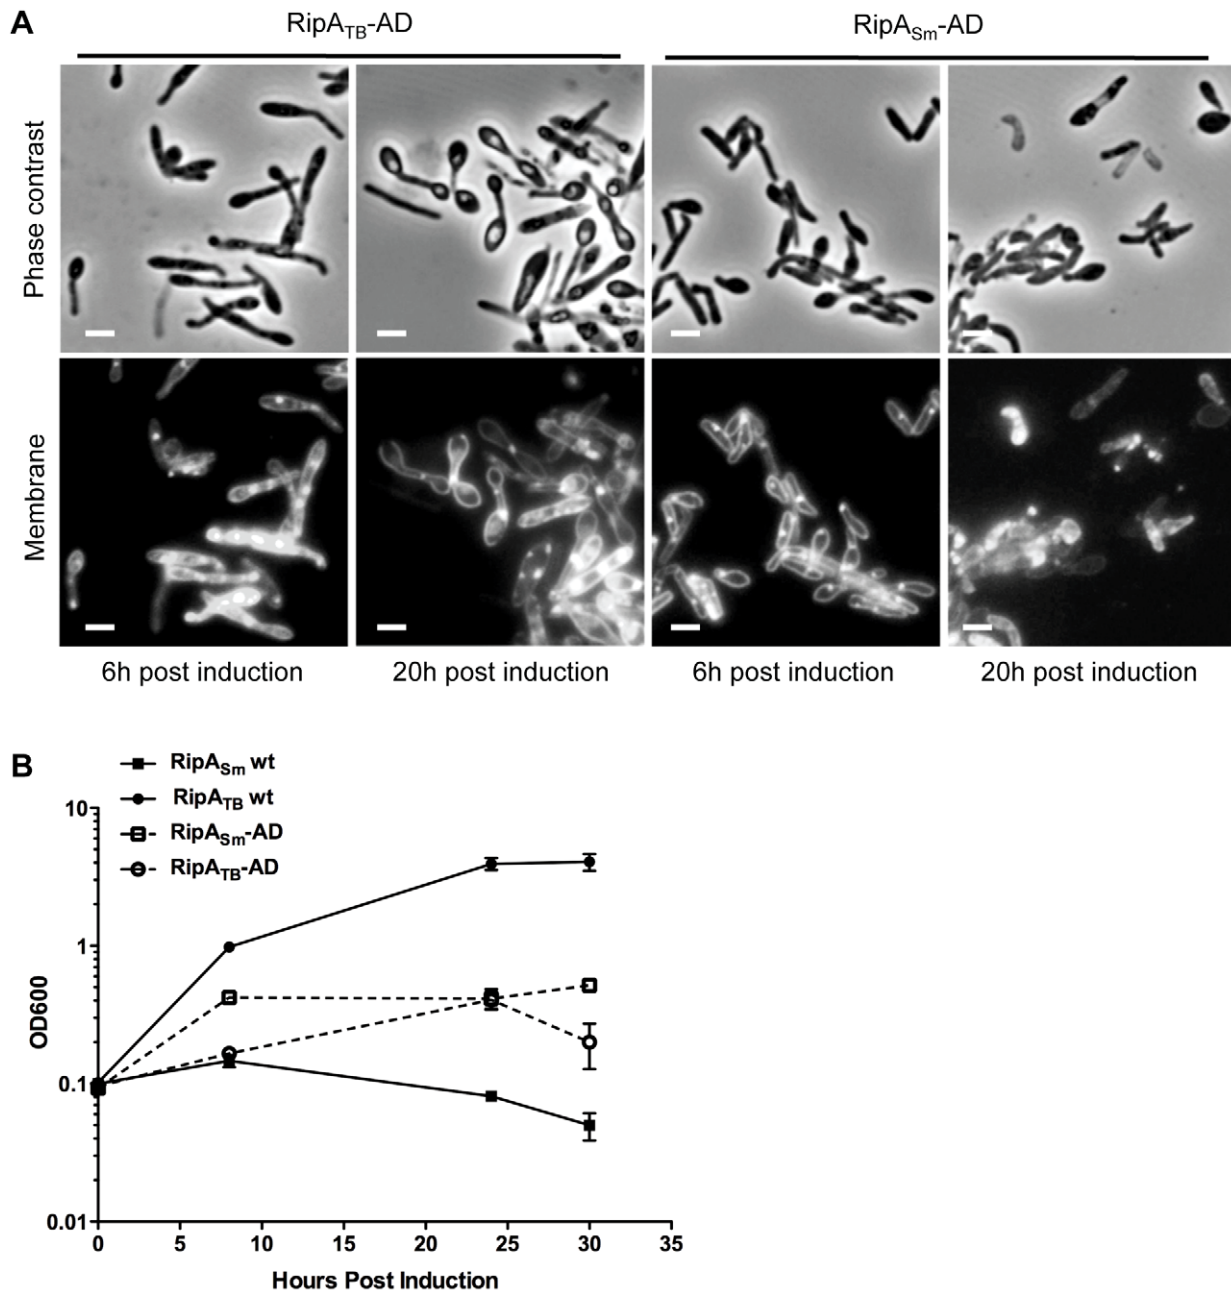 A
RipATB-AD
RipASm-AD
Phase contrast
Membrane
6h post induction
20h post induction
6h post induction
20h post induction
B
RipASm wt
RipATB wt
RipASm-AD
RipATB-AD
10
1
0.1
0.01
OD600
0 5 10 15 20 25 30 35
Hours Post Induction